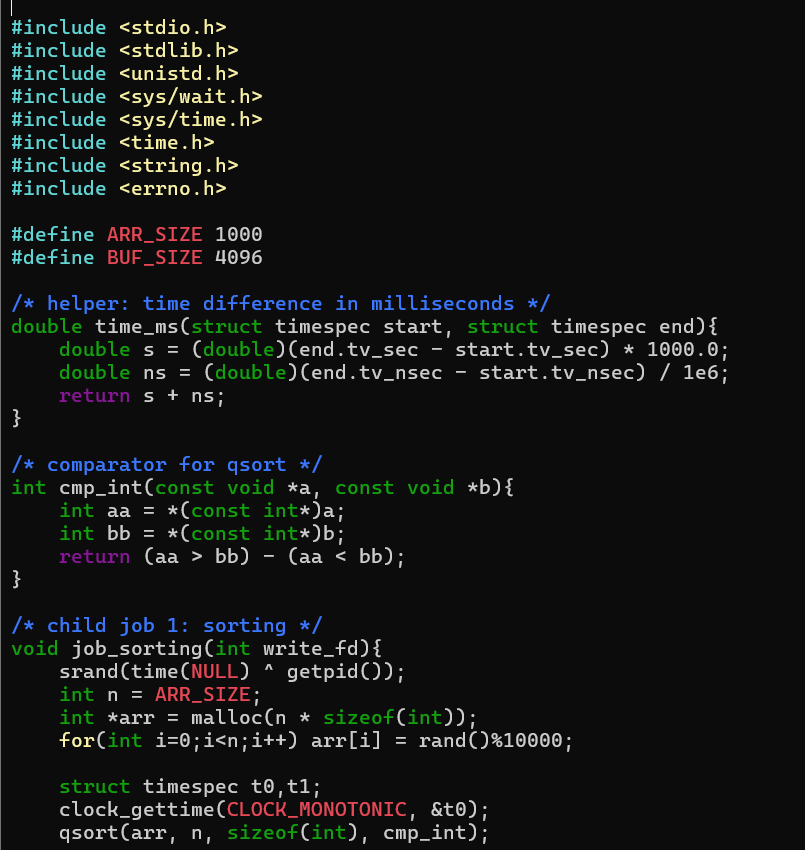 #include <stdio.h>
#include <stdlib.h>
#include <unistd.h>
#include <sys/wait.h>
#include <sys/time.h>
#include <time.h>
#include <string.h>
#include <errno.h>

#define ARR_SIZE 1000
#define BUF_SIZE 4096

/* helper: time difference in milliseconds */
double time_ms(struct timespec start, struct timespec end){
    double s = (double)(end.tv_sec - start.tv_sec) * 1000.0;
    double ns = (double)(end.tv_nsec - start.tv_nsec) / 1e6;
    return s + ns;
}

/* comparator for qsort */
int cmp_int(const void *a, const void *b){
    int aa = *(const int*)a;
    int bb = *(const int*)b;
    return (aa > bb) - (aa < bb);
}

/* child job 1: sorting */
void job_sorting(int write_fd){
    srand(time(NULL) ^ getpid());
    int n = ARR_SIZE;
    int *arr = malloc(n * sizeof(int));
    for(int i=0;i<n;i++) arr[i] = rand()%10000;

    struct timespec t0,t1;
    clock_gettime(CLOCK_MONOTONIC, &t0);
    qsort(arr, n, sizeof(int), cmp_int);